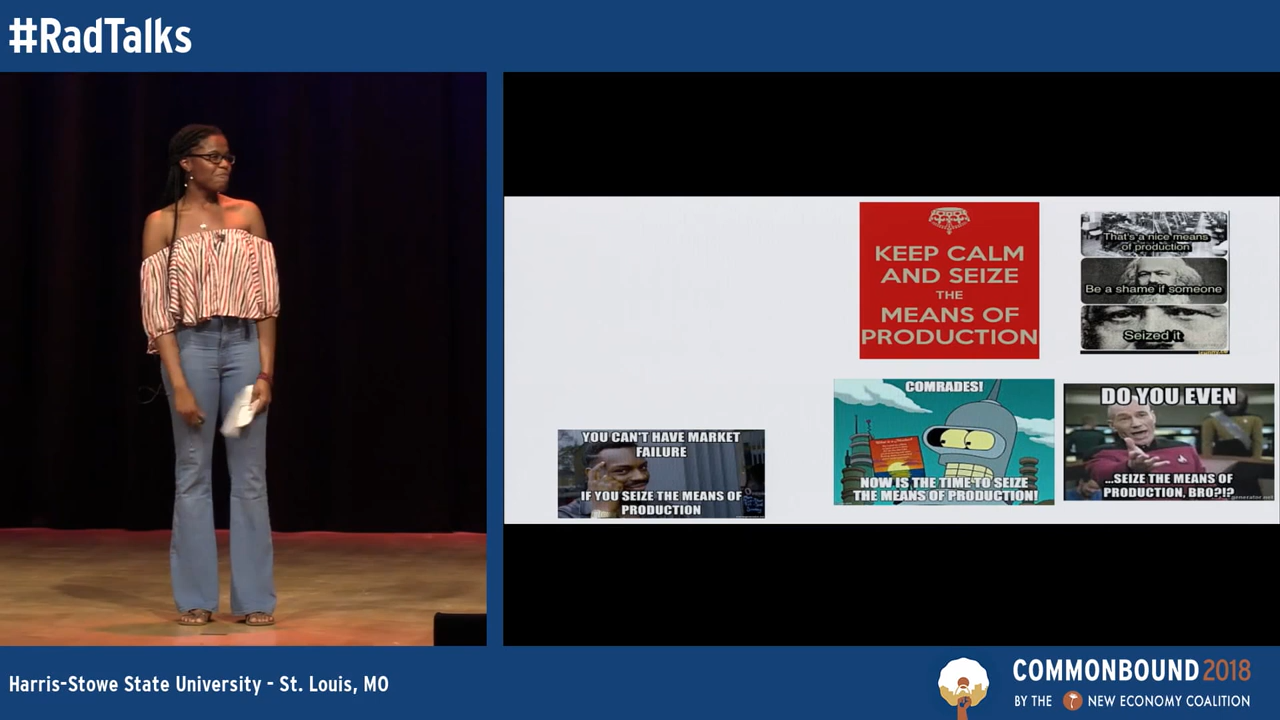 #RadTalks
KEEP CALM
AND SEIZE
THE
MEANS OF
PRODUCTION
That's a nice means
of production
Be a shame if someone
Seized it
YOU CAN'T HAVE MARKET
FAILURE
IF YOU SEIZE THE MEANS OF
PRODUCTION
COMRADES!
NOW IS THE TIME TO SEIZE
THE MEANS OF PRODUCTION!
DO YOU EVEN
...SEIZE THE MEANS OF
PRODUCTION, BRO?!?
Harris-Stowe State University - St. Louis, MO
COMMONBOUND 2018
BY THE NEW ECONOMY COALITION